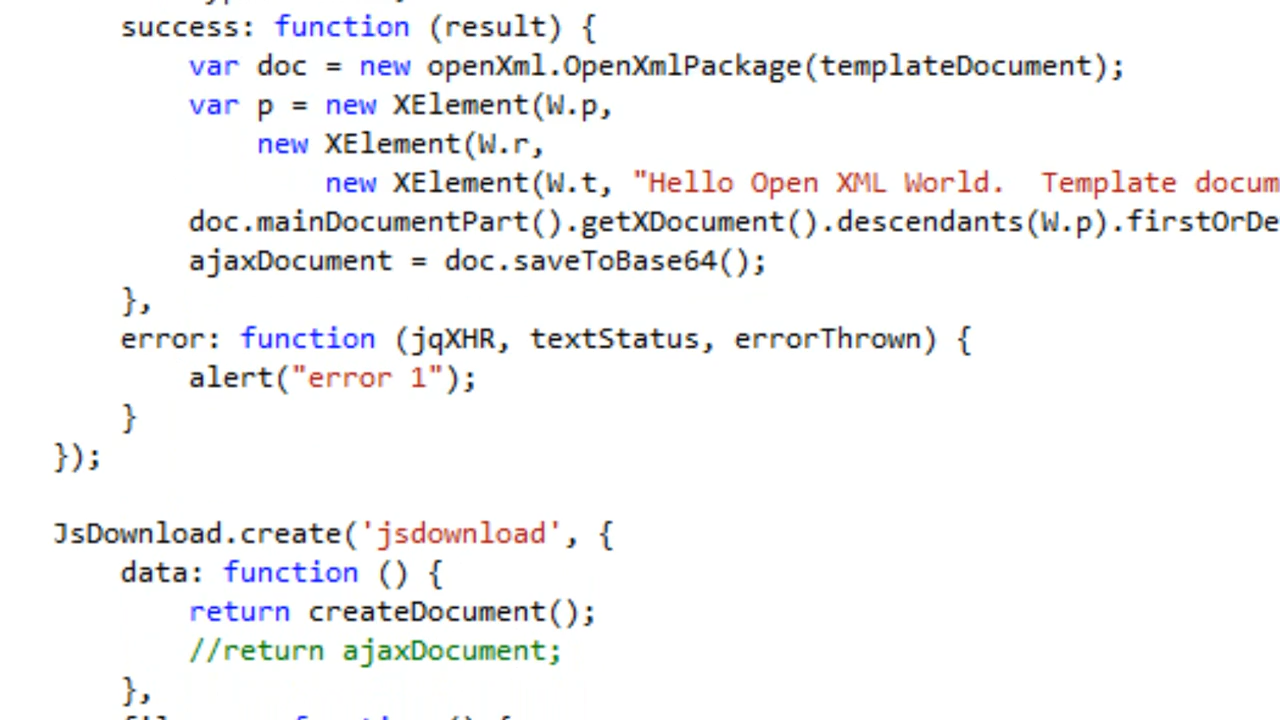 success: function (result) {
var doc = new openXml.OpenXmlPackage(templateDocument);
var p = new XElement(W.p,
new XElement(W.r,
new XElement(W.t, "Hello Open XML World.  Template docum
doc.mainDocumentPart().getXDocument().descendants(W.p).firstOrDe
ajaxDocument = doc.saveToBase64();
},
error: function (jqXHR, textStatus, errorThrown) {
alert("error 1");
}
});
JsDownload.create('jsdownload', {
data: function () {
return createDocument();
//return ajaxDocument;
},